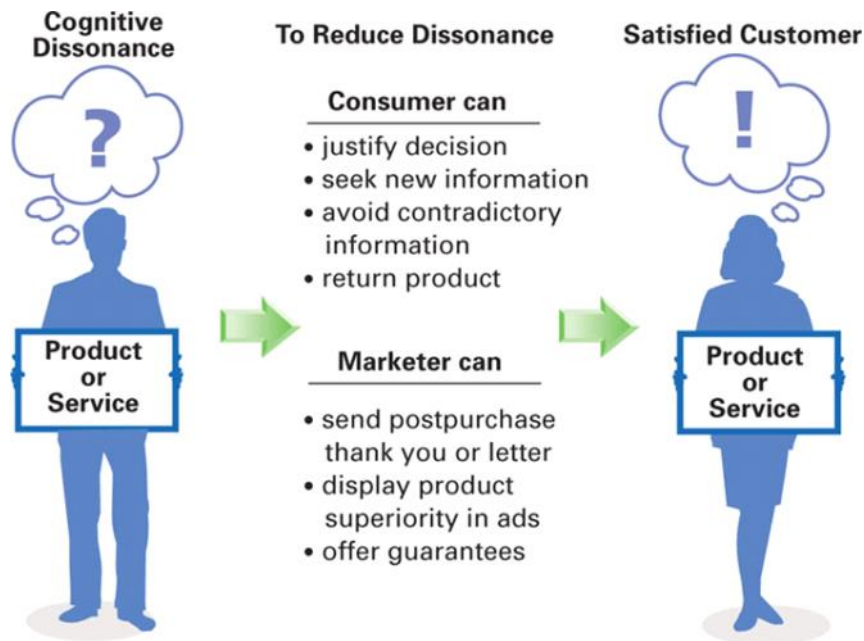 Cognitive
Dissonance
To Reduce Dissonance
Satisfied Customer
?
!
Consumer can
• justify decision
• seek new information
• avoid contradictory
information
• return product
Product
or
Service
Marketer can
• send postpurchase
thank you or letter
• display product
superiority in ads
• offer guarantees
Product
or
Service